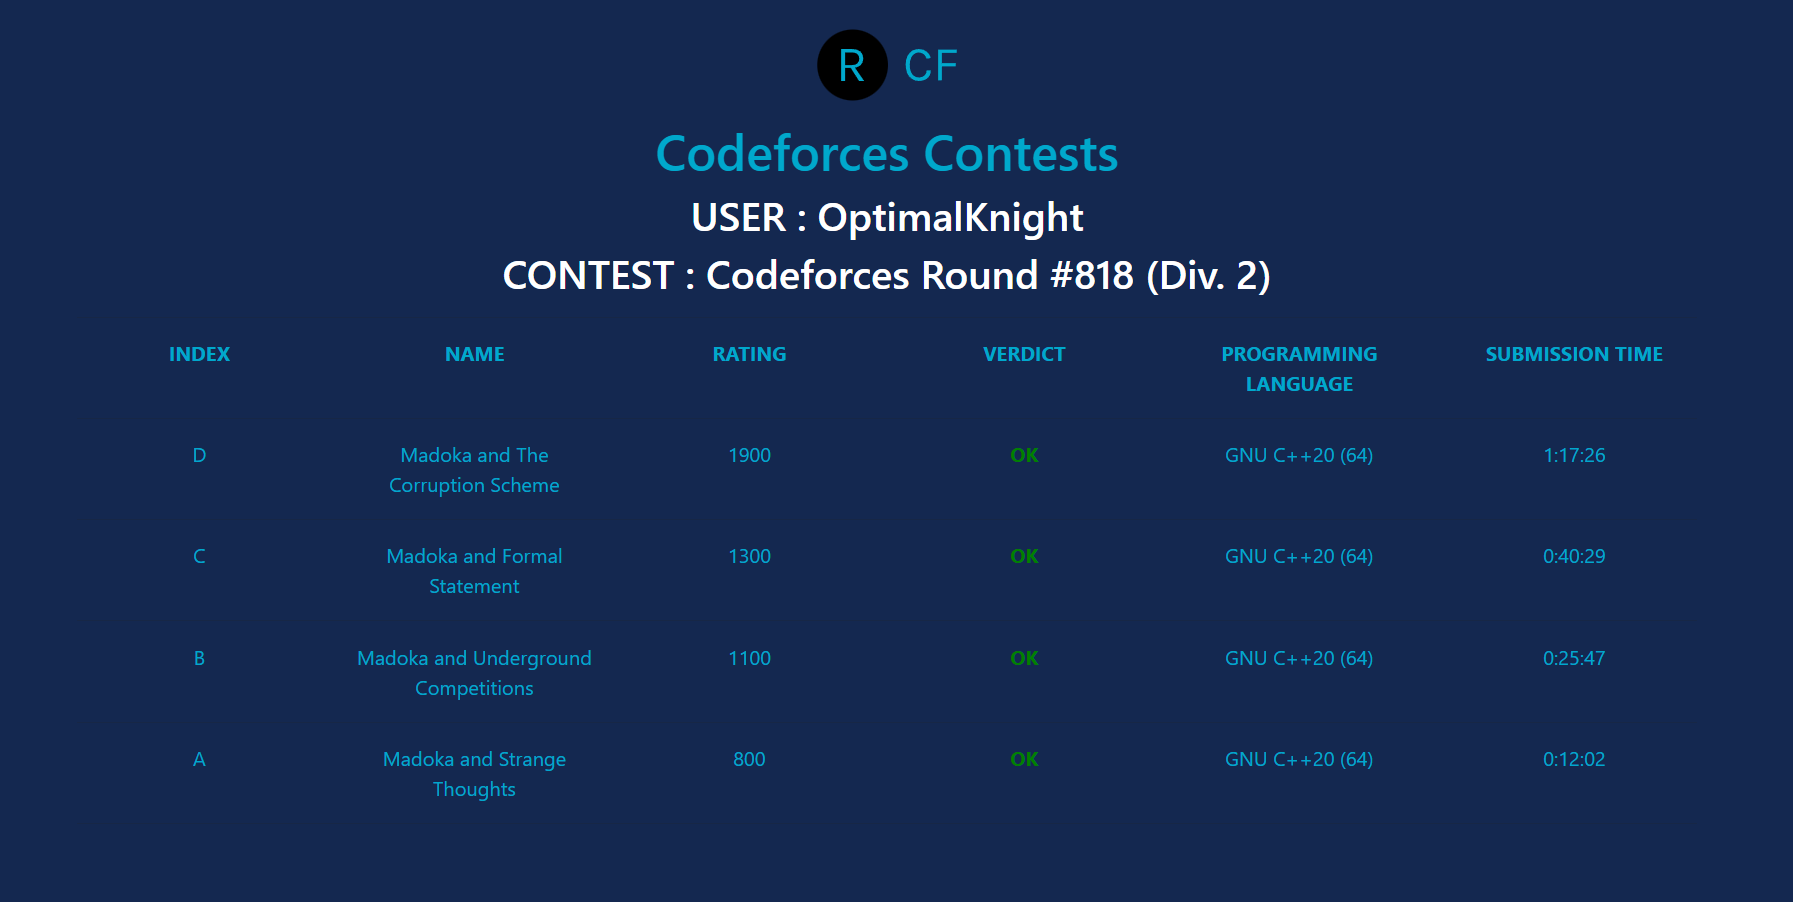 R CF
Codeforces Contests
USER : OptimalKnight
CONTEST : Codeforces Round #818 (Div. 2)
INDEX NAME RATING VERDICT PROGRAMMING SUBMISSION TIME
LANGUAGE
D Madoka and The 1900 OK GNU C++20 (64) 1:17:26
Corruption Scheme
C Madoka and Formal 1300 OK GNU C++20 (64) 0:40:29
Statement
B Madoka and Underground 1100 OK GNU C++20 (64) 0:25:47
Competitions
A Madoka and Strange 800 OK GNU C++20 (64) 0:12:02
Thoughts